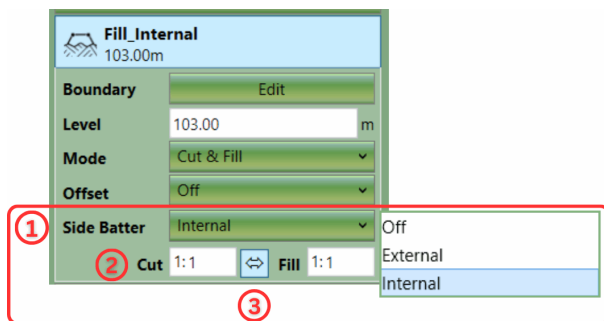 Fill_Internal
103.00m
Boundary Edit
Level 103.00 m
Mode Cut & Fill
Offset Off
1 Side Batter Internal Off
External
2 Cut 1:1 ⇔ Fill 1:1
Internal
3